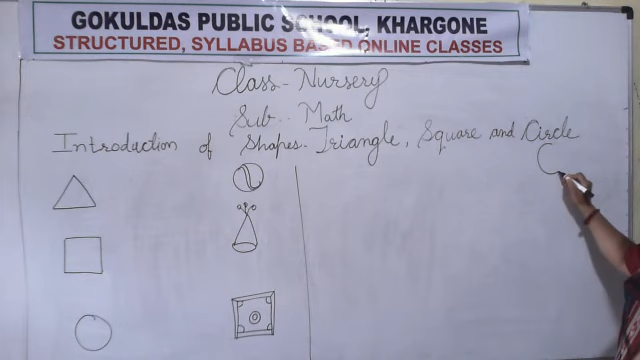 GOKULDAS PUBLIC SCHOOL, KHARGONE
STRUCTURED, SYLLABUS BASED ONLINE CLASSES
Class - Nursery
Sub.. Math
Introduction of Shapes. Triangle, Square and Circle